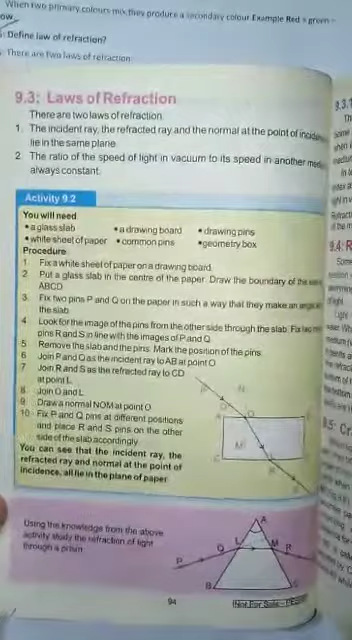 When two primary colours mix they produce a secondary colour. Example Red + green =
: Define law of refraction?
There are two laws of refraction
9.3: Laws of Refraction
There are two laws of refraction.
1. The incident ray, the refracted ray and the normal at the point of
lie in the same plane.
2. The ratio of the speed of light in vacuum to its speed in another
always constant.
Activity 9.2
You will need
• a glass slab • a drawing board • drawing pins
• white sheet of paper • common pins • geometry box
Procedure
1 Fix a white sheet of paper on a drawing board.
2 Put a glass slab in the centre of the paper. Draw the boundary of the
ABCD
3. Fix two pins P and Q on the paper in such a way that they make an
the slab.
4 Look for the image of the pins from the other side through the slab. Fix
pins R and S in line with the images of P and Q.
5 Remove the slab and the pins. Mark the position of the pins.
6 Join P and Q as the incident ray to AB at point O
7 Join R and S as the refracted ray to CD
at point L
8 Join O and L
9 Draw a normal NOM at point O
10 Fix P and Q pins at different positions
and place R and S pins on the other
side of the slab accordingly.
You can see that the incident ray, the
refracted ray and normal at the point of
incidence, all lie in the plane of paper.
N
A
O
M
L
R
Using the knowledge from the above
activity study the refraction of light
through a prism.
A
L
M
Q
R
P
B
C
94
Not For Sale